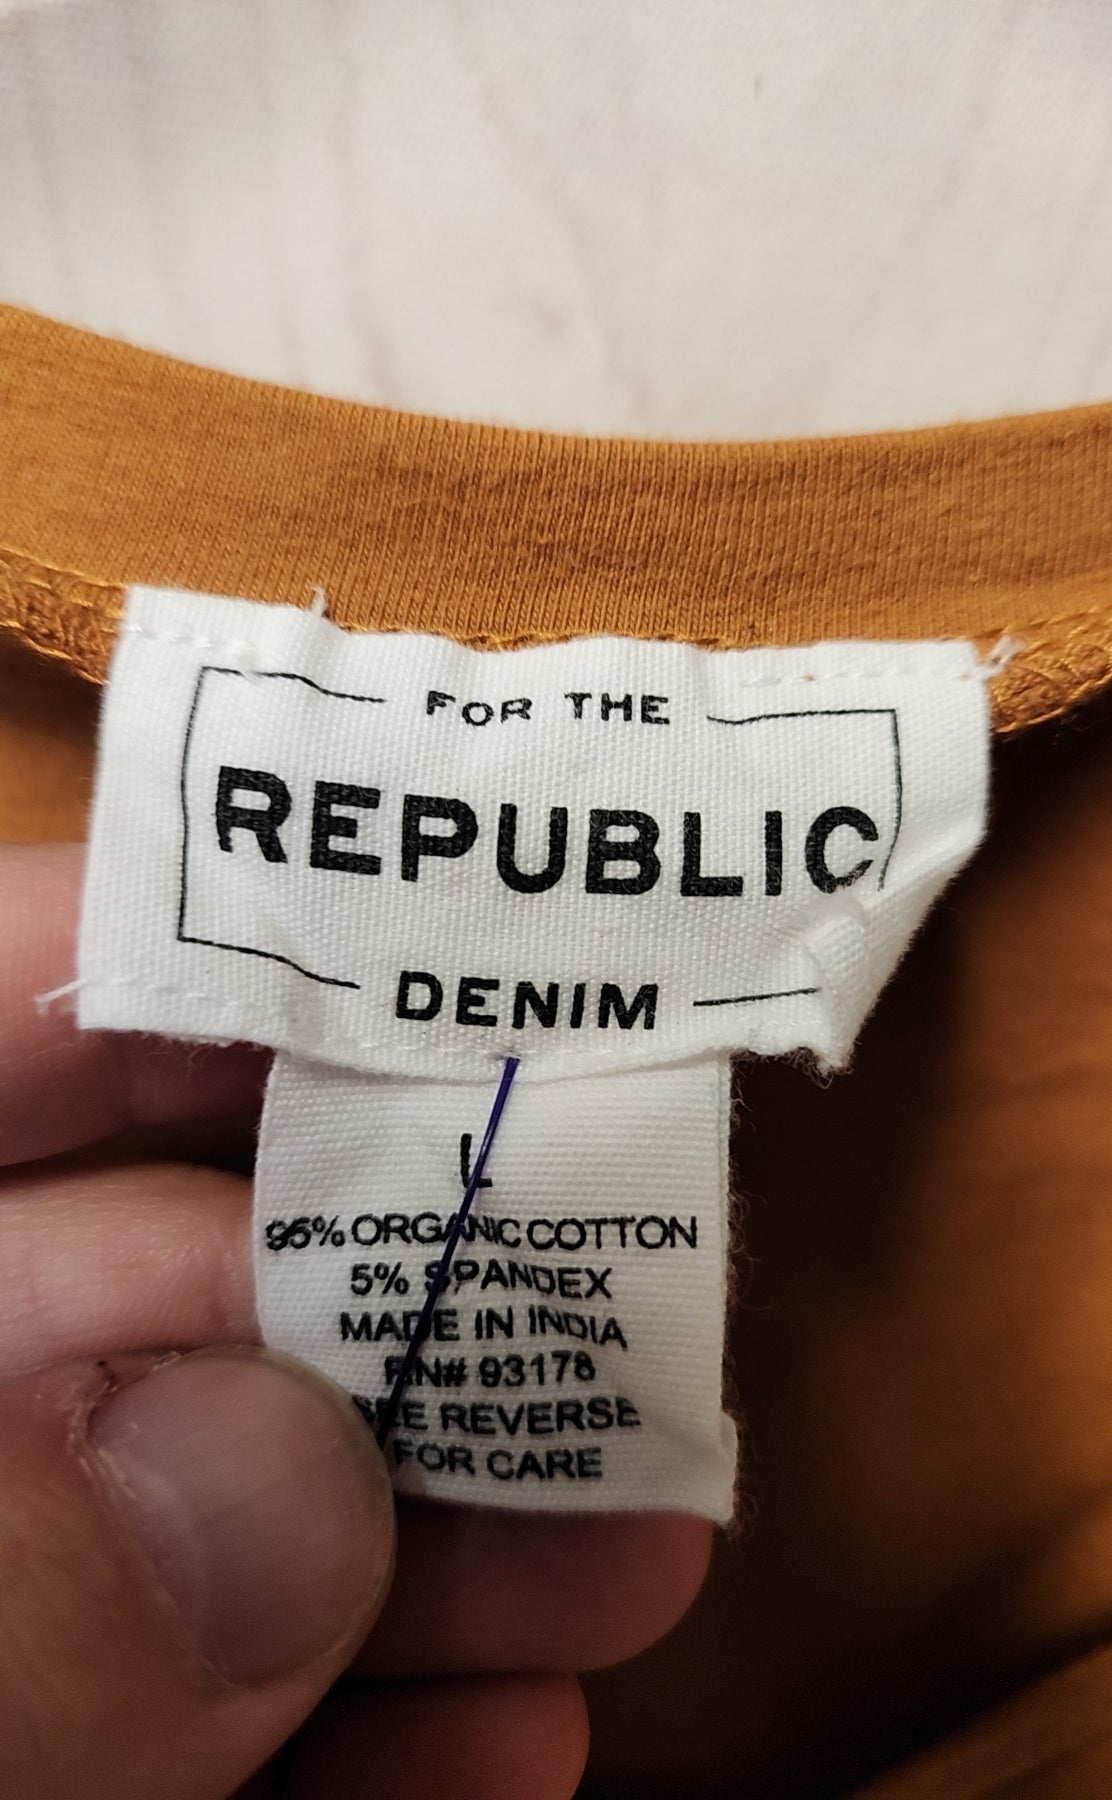 FOR THE
REPUBLIC
DENIM
L
95% ORGANIC COTTON
5% SPANDEX
MADE IN INDIA
RN# 93178
SEE REVERSE
FOR CARE